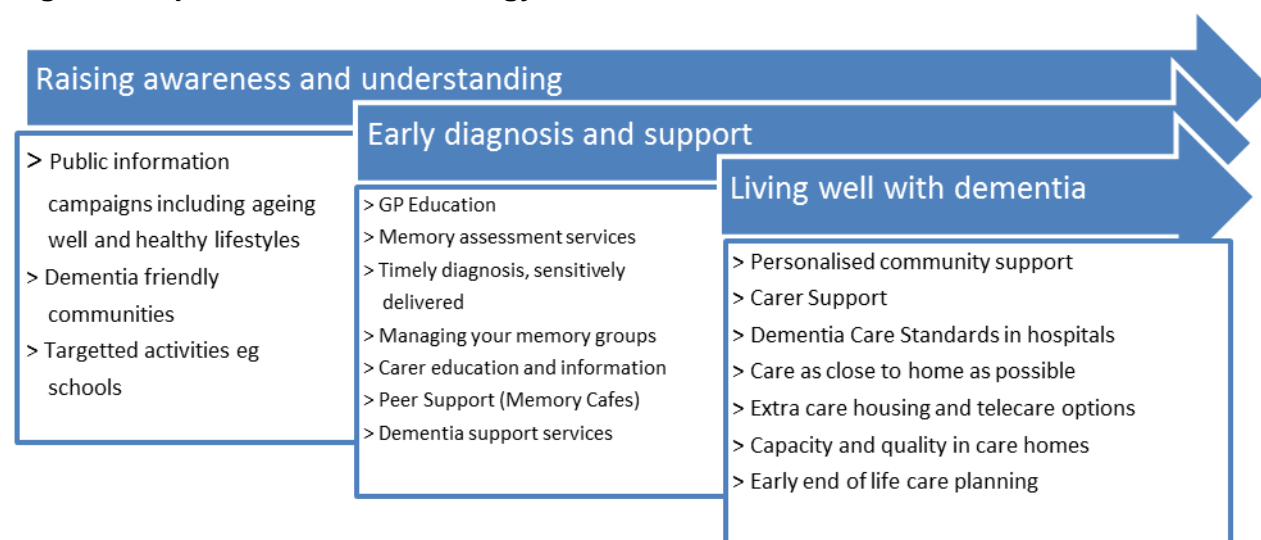 Raising awareness and understanding
> Public information
campaigns including ageing
well and healthy lifestyles
> Dementia friendly
communities
> Targetted activities eg
schools
Early diagnosis and support
> GP Education
> Memory assessment services
> Timely diagnosis, sensitively
delivered
> Managing your memory groups
> Carer education and information
> Peer Support (Memory Cafes)
> Dementia support services
Living well with dementia
> Personalised community support
> Carer Support
> Dementia Care Standards in hospitals
> Care as close to home as possible
> Extra care housing and telecare options
> Capacity and quality in care homes
> Early end of life care planning